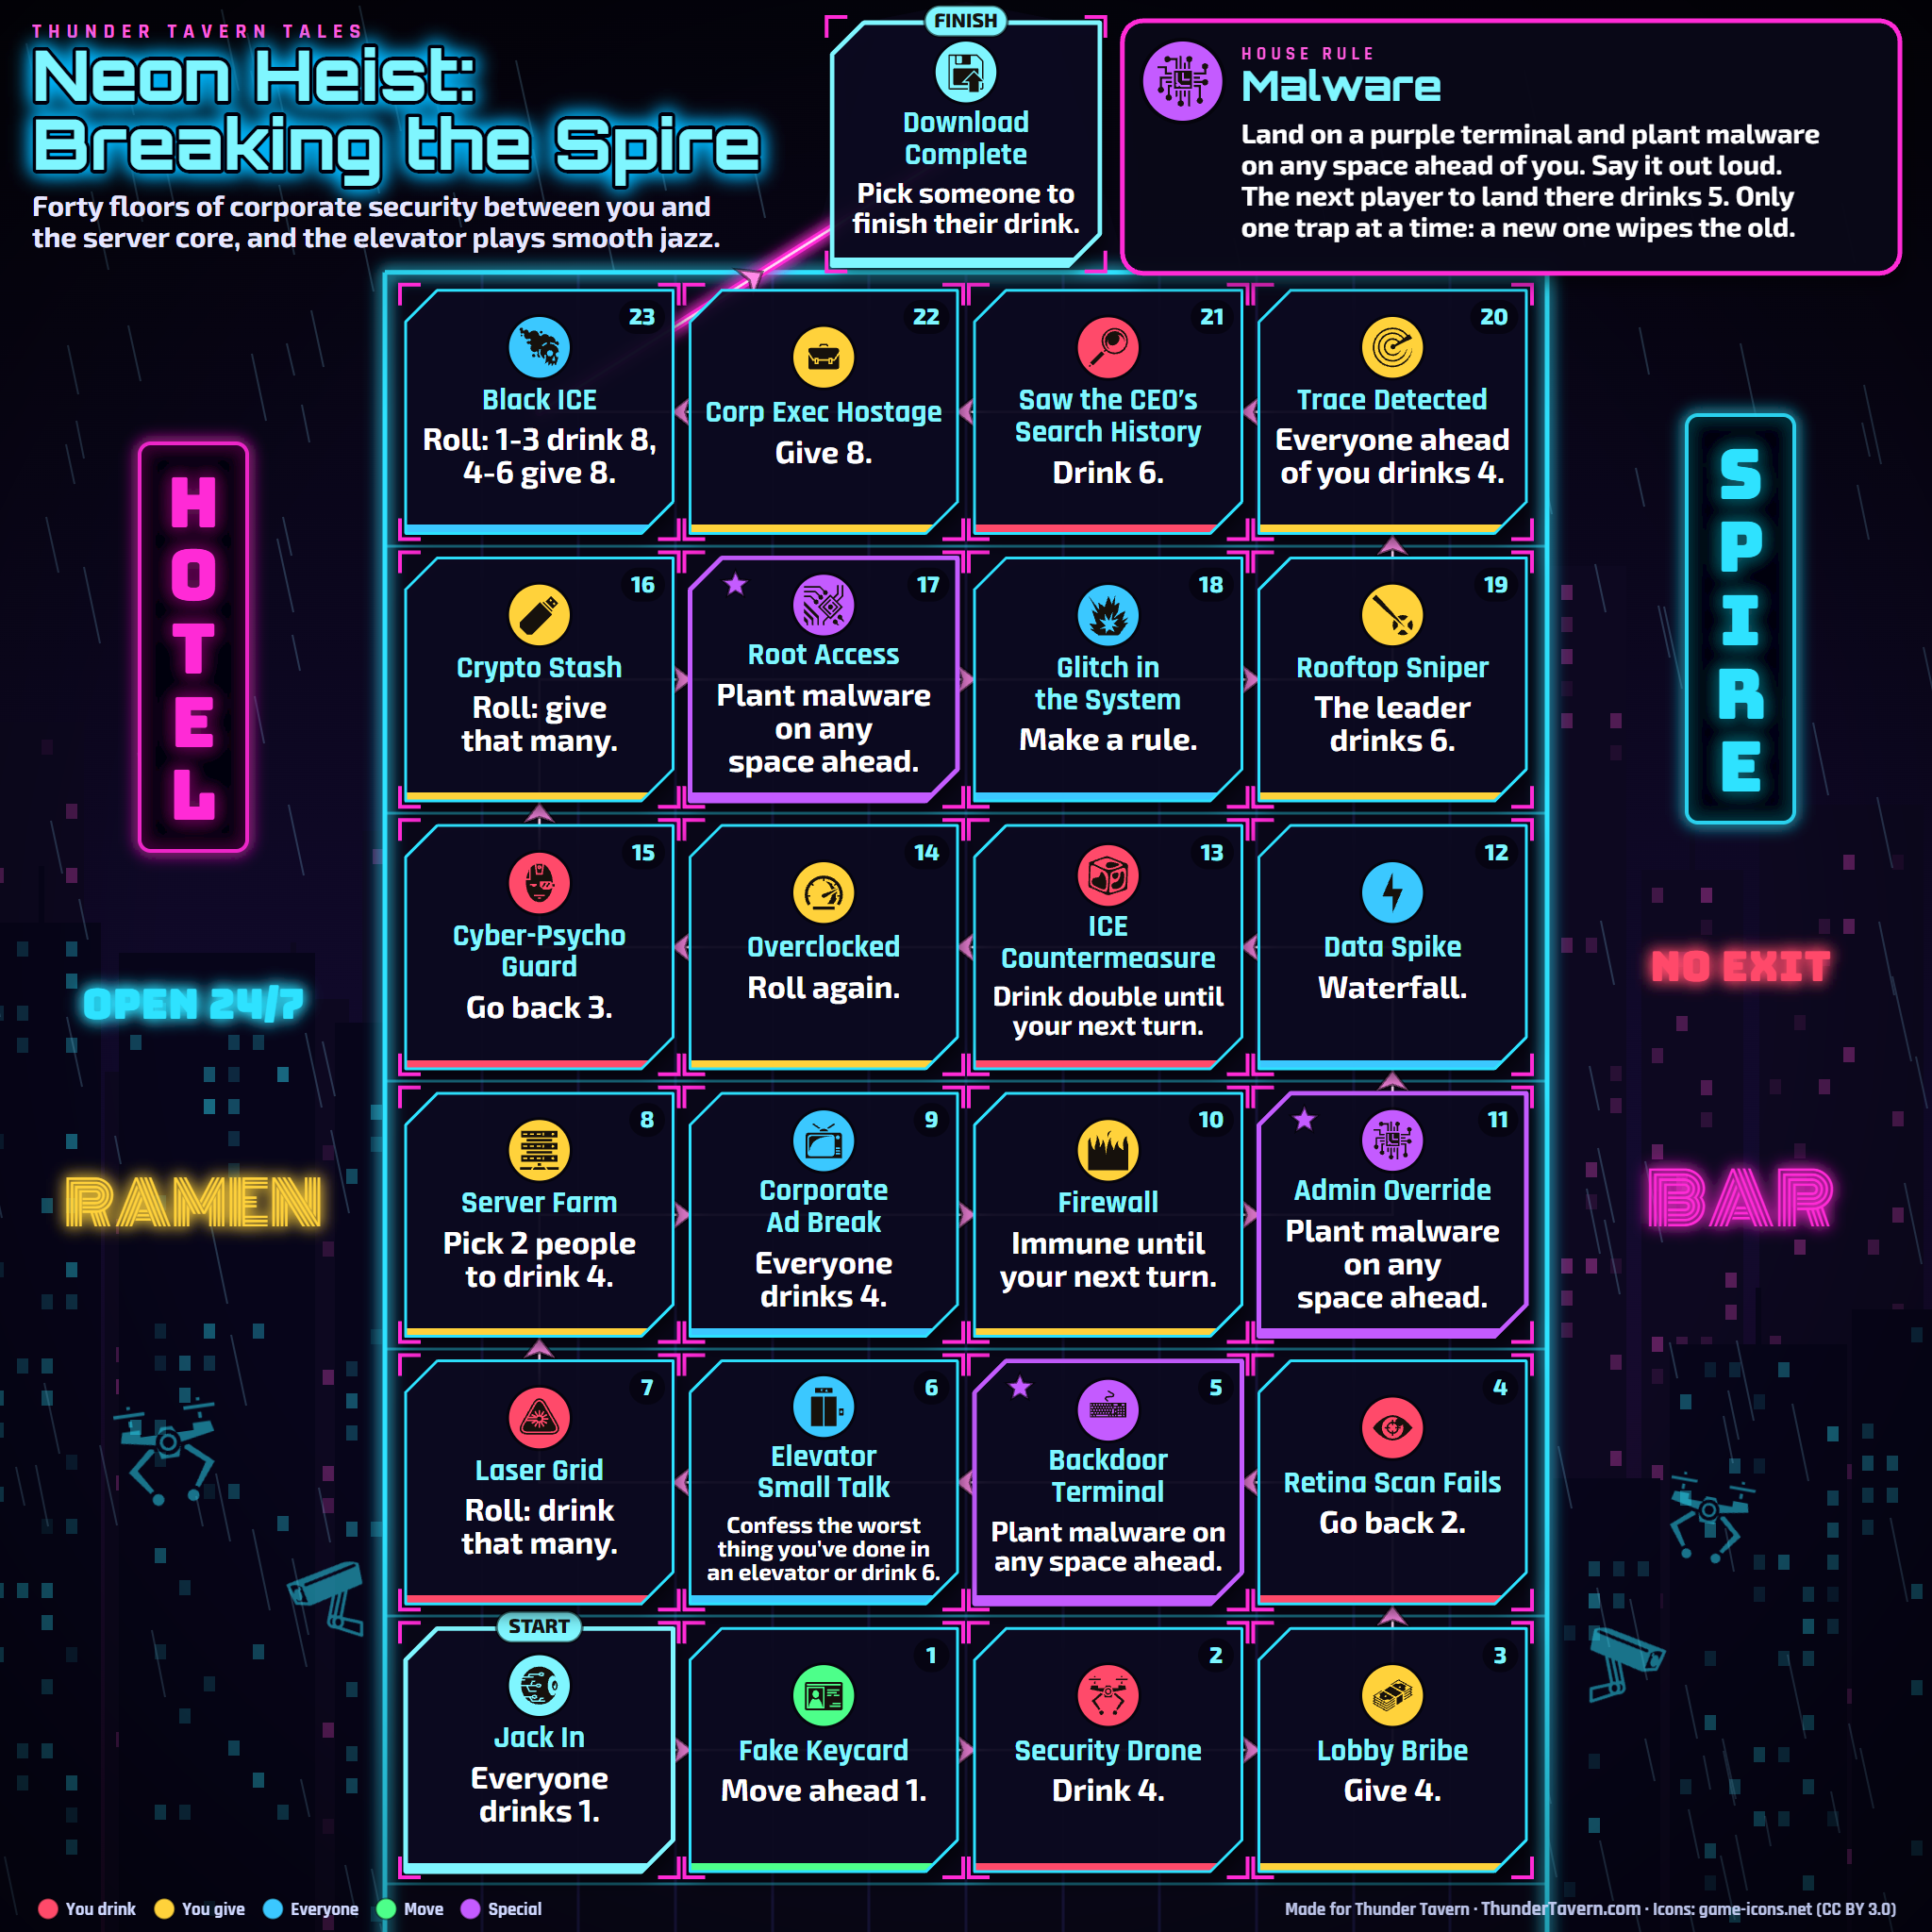 THUNDER TAVERN TALES
Neon Heist:
Breaking the Spire
Forty floors of corporate security between you and
the server core, and the elevator plays smooth jazz.
FINISH
Download
Complete
Pick someone to
finish their drink.
HOUSE RULE
Malware
Land on a purple terminal and plant malware
on any space ahead of you. Say it out loud.
The next player to land there drinks 5. Only
one trap at a time: a new one wipes the old.
23
Black ICE
Roll: 1-3 drink 8,
4-6 give 8.
22
Corp Exec Hostage
Give 8.
21
Saw the CEO's
Search History
Drink 6.
20
Trace Detected
Everyone ahead
of you drinks 4.
16
Crypto Stash
Roll: give
that many.
17
Root Access
Plant malware
on any
space ahead.
18
Glitch in
the System
Make a rule.
19
Rooftop Sniper
The leader
drinks 6.
15
Cyber-Psycho
Guard
Go back 3.
14
Overclocked
Roll again.
13
ICE
Countermeasure
Drink double until
your next turn.
12
Data Spike
Waterfall.
8
Server Farm
Pick 2 people
to drink 4.
9
Corporate
Ad Break
Everyone
drinks 4.
10
Firewall
Immune until
your next turn.
11
Admin Override
Plant malware
on any
space ahead.
7
Laser Grid
Roll: drink
that many.
6
Elevator
Small Talk
Confess the worst
thing you've done in
an elevator or drink 6.
5
Backdoor
Terminal
Plant malware on
any space ahead.
4
Retina Scan Fails
Go back 2.
START
Jack In
Everyone
drinks 1.
1
Fake Keycard
Move ahead 1.
2
Security Drone
Drink 4.
3
Lobby Bribe
Give 4.
HOTEL
OPEN 24/7
RAMEN
SPIRE
NO EXIT
BAR
You drink
You give
Everyone
Move
Special
Made for Thunder Tavern · ThunderTavern.com · Icons: game-icons.net (CC BY 3.0)